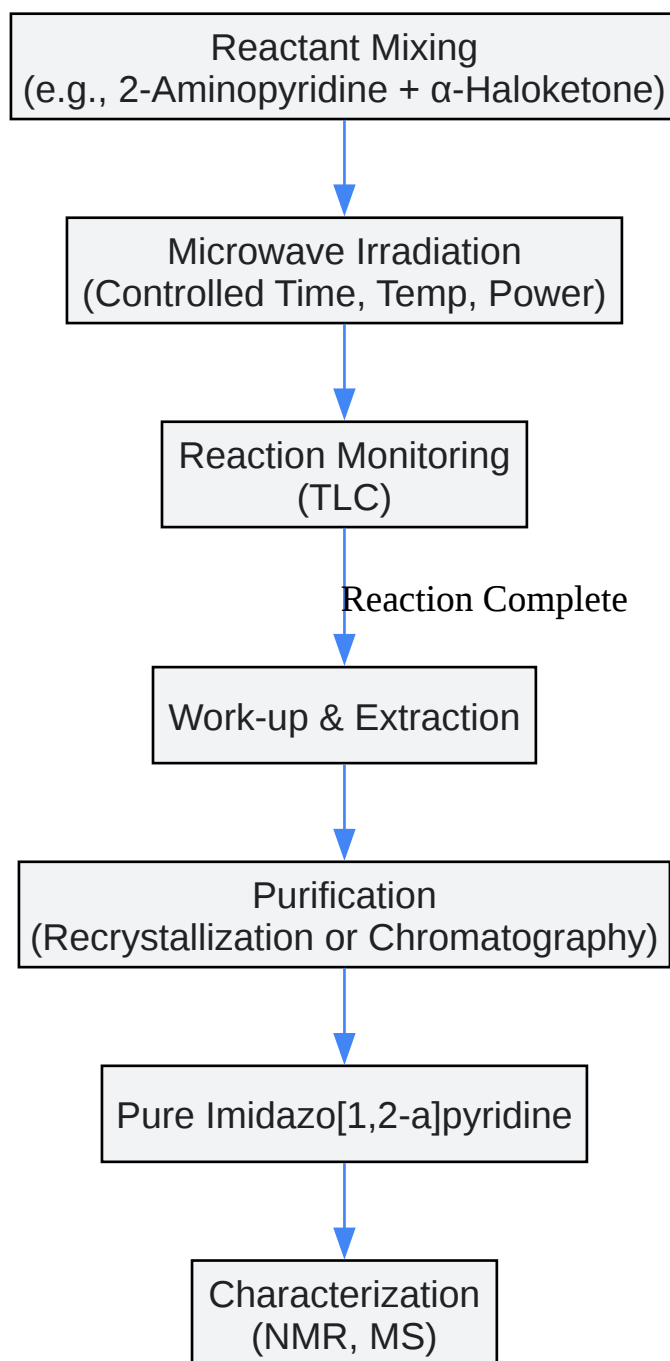 Reactant Mixing
(e.g., 2-Aminopyridine + α-Haloketone)
Microwave Irradiation
(Controlled Time, Temp, Power)
Reaction Monitoring
(TLC)
Reaction Complete
Work-up & Extraction
Purification
(Recrystallization or Chromatography)
Pure Imidazo[1,2-a]pyridine
Characterization
(NMR, MS)